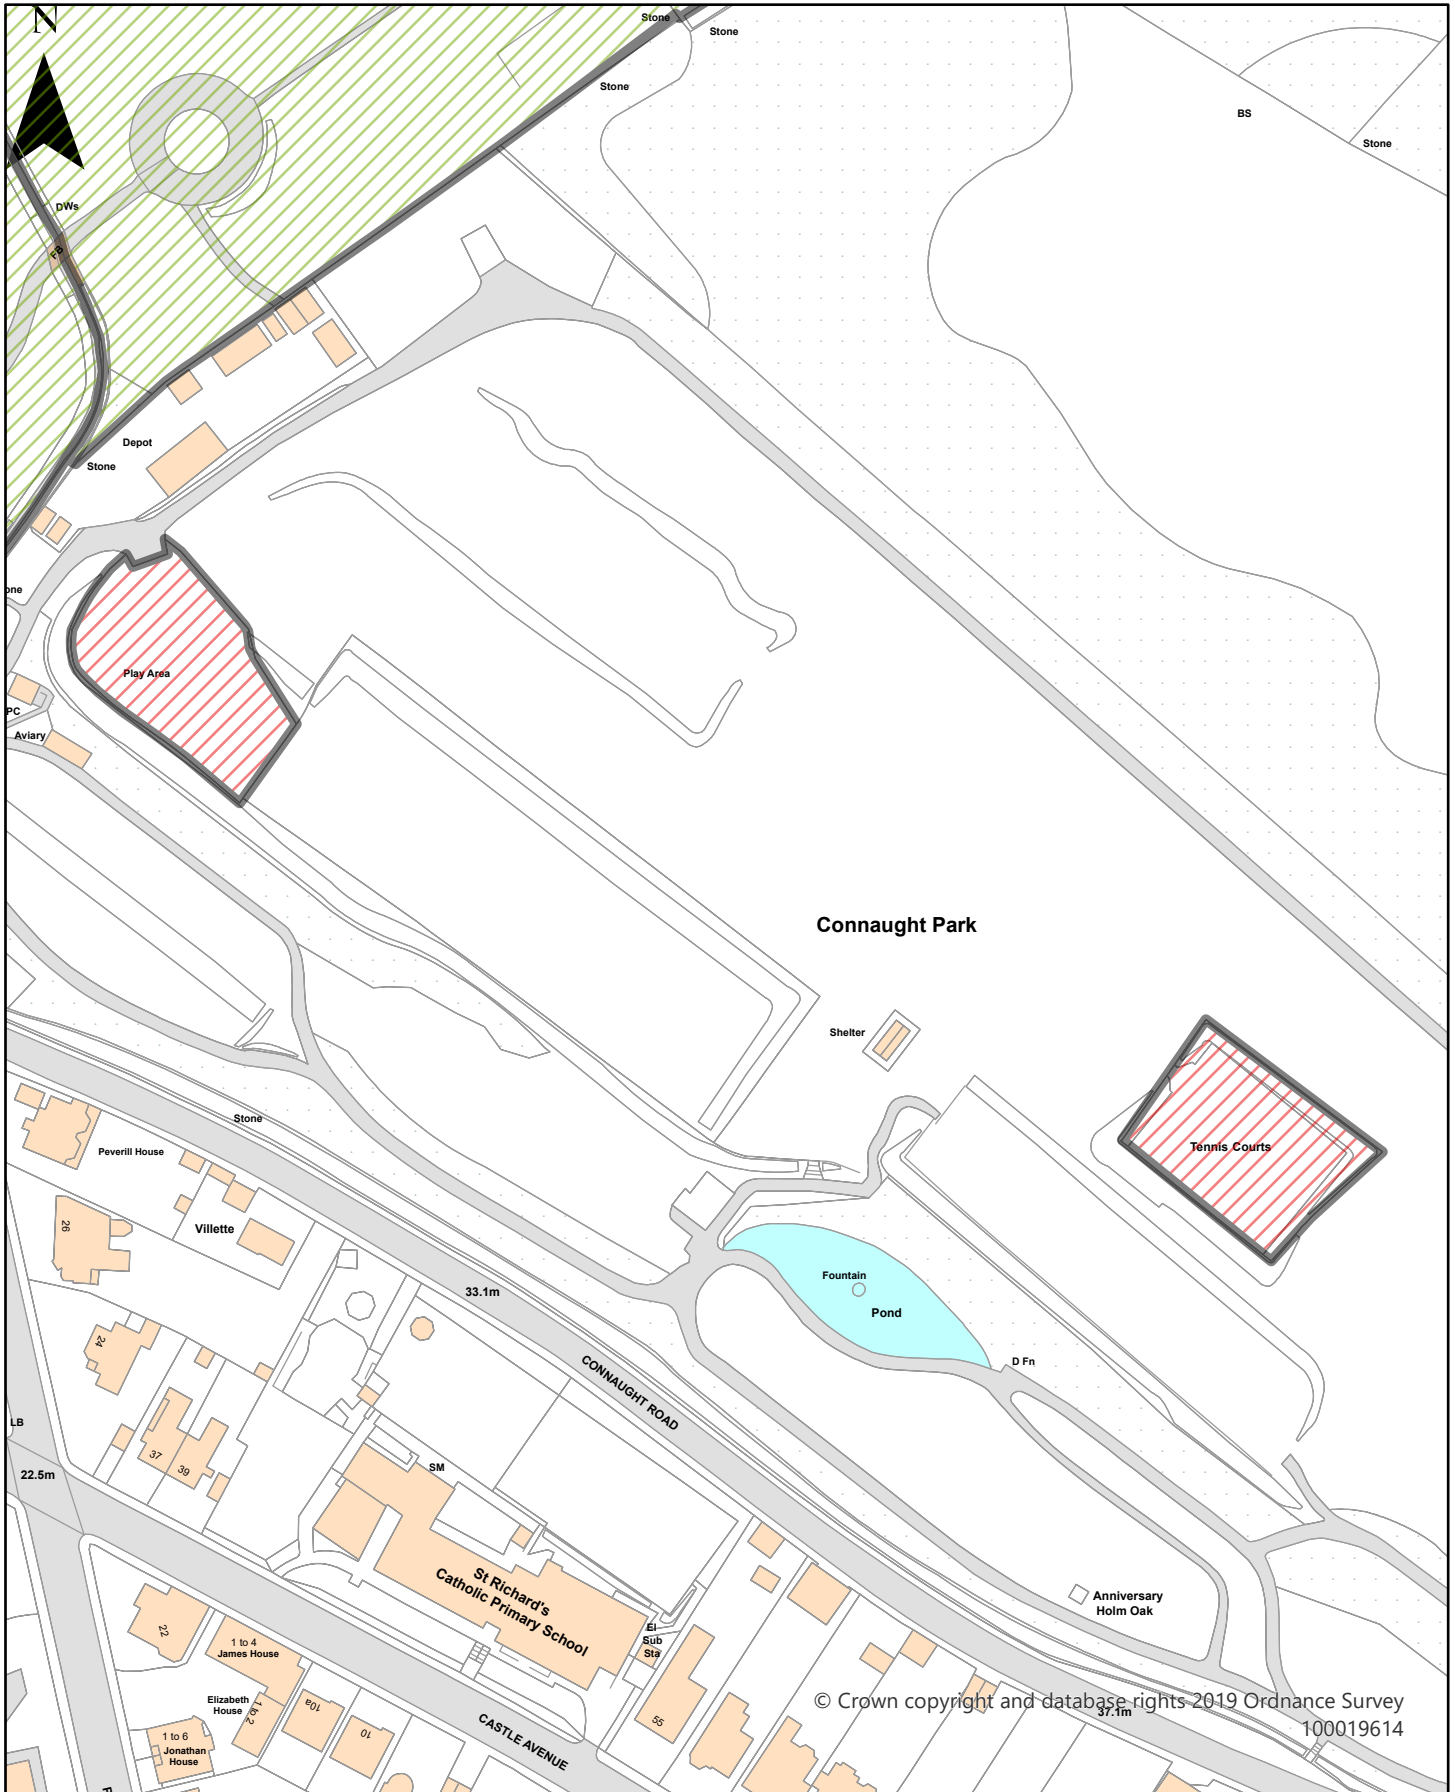 N
Stone
Stone
Stone
BS
Stone
DWs
FB
Depot
Stone
one
Play Area
PC
Aviary
Connaught Park
Shelter
Stone
Tennis Courts
Peverill House
26
Villette
33.1m
Fountain
Pond
24
D Fn
CONNAUGHT ROAD
LB
37
39
SM
22.5m
St Richard's
Catholic Primary School
Anniversary
Holm Oak
22
1 to 4
James House
El
Sub
Sta
Elizabeth
House
1 to 2
10a
10
55
© Crown copyright and database rights 2019 Ordnance Survey
100019614
37.1m
1 to 6
Jonathan
House
CASTLE AVENUE